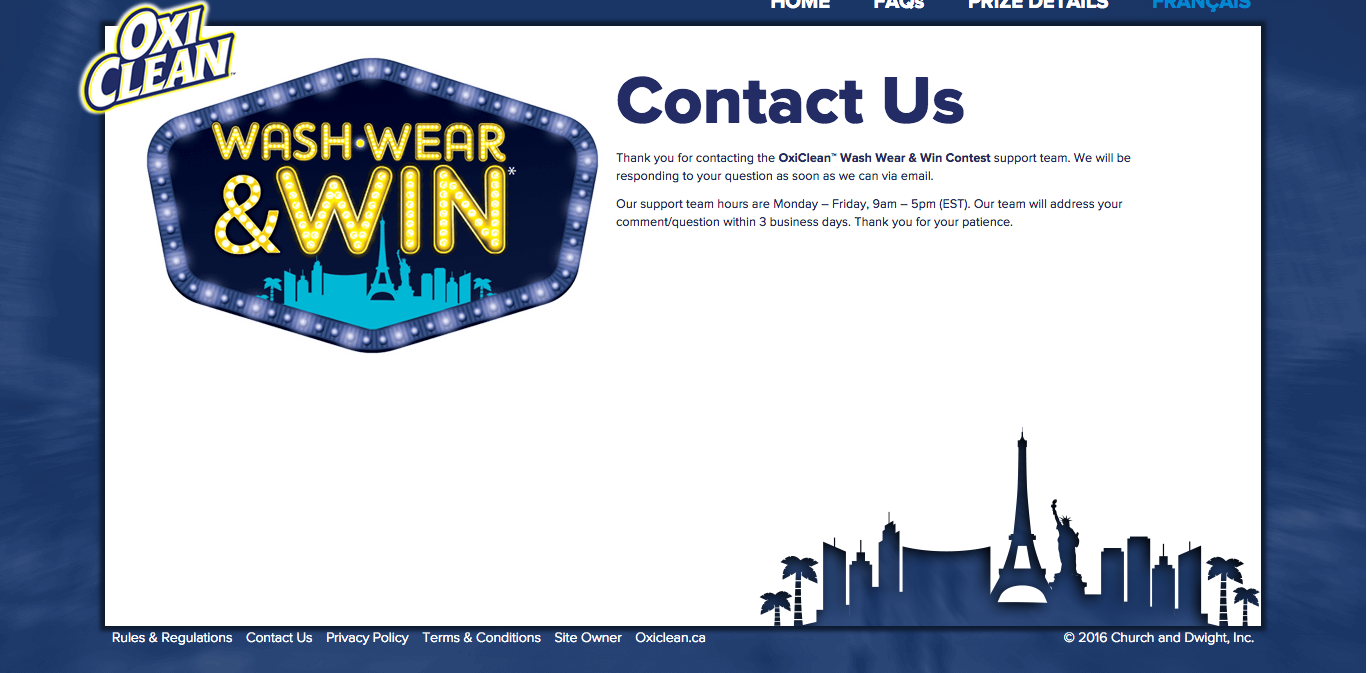 HOME FAQs PRIZE DETAILS FRANÇAIS
OXI
CLEAN™
WASH•WEAR
&WIN*
Contact Us
Thank you for contacting the OxiClean™ Wash Wear & Win Contest support team. We will be
responding to your question as soon as we can via email.
Our support team hours are Monday – Friday, 9am – 5pm (EST). Our team will address your
comment/question within 3 business days. Thank you for your patience.
Rules & Regulations Contact Us Privacy Policy Terms & Conditions Site Owner Oxiclean.ca
© 2016 Church and Dwight, Inc.